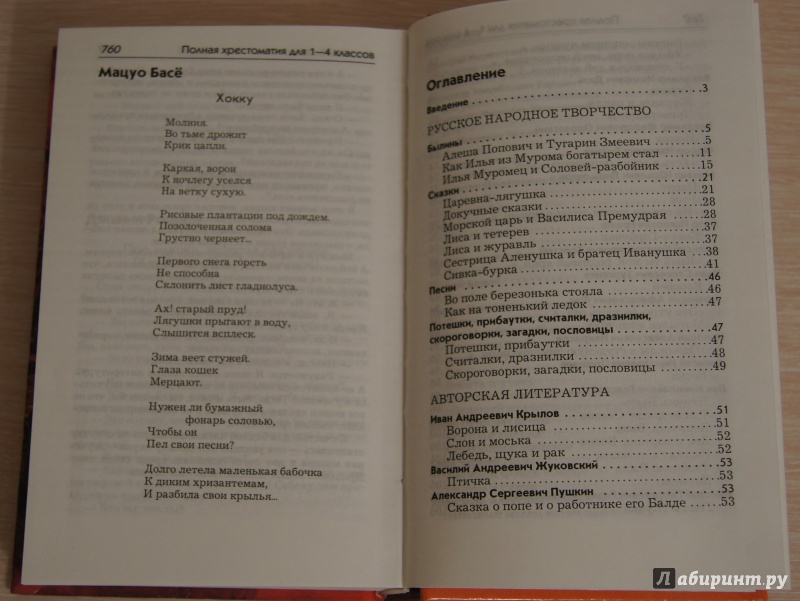 760 Полная хрестоматия для 1—4 классов
Мацуо Басё
Хокку
Молния.
Во тьме дрожит
Крик цапли.
Каркая, ворон
К ночлегу уселся
На ветку сухую.
Рисовые плантации под дождем.
Позолоченная солома
Грустно чернеет...
Первого снега горсть
Не способна
Склонить лист гладиолуса.
Ах! старый пруд!
Лягушки прыгают в воду,
Слышится всплеск.
Зима веет стужей.
Глаза кошек
Мерцают.
Нужен ли бумажный
фонарь соловью,
Чтобы он
Пел свои песни?
Долго летела маленькая бабочка
К диким хризантемам,
И разбила свои крылья...
Оглавление
Введение ........ 3
РУССКОЕ НАРОДНОЕ ТВОРЧЕСТВО
Былины ........ 5
Алеша Попович и Тугарин Змеевич ..... 5
Как Илья из Мурома богатырем стал .... 11
Илья Муромец и Соловей-разбойник .... 15
Сказки ........ 21
Царевна-лягушка ........ 21
Докучные сказки ........ 28
Морской царь и Василиса Премудрая ... 28
Лиса и тетерев ........ 37
Лиса и журавль ........ 37
Сестрица Аленушка и братец Иванушка .. 38
Сивка-бурка ........ 41
Песни ........ 46
Во поле березонька стояла ........ 46
Как на тоненький ледок ........ 47
Потешки, прибаутки, считалки, дразнилки,
скороговорки, загадки, пословицы ........ 47
Потешки, прибаутки ........ 47
Считалки, дразнилки ........ 48
Скороговорки, загадки, пословицы ..... 49
АВТОРСКАЯ ЛИТЕРАТУРА
Иван Андреевич Крылов ........ 51
Ворона и лисица ........ 51
Слон и моська ........ 52
Лебедь, щука и рак ........ 52
Василий Андреевич Жуковский ........ 53
Птичка ........ 53
Александр Сергеевич Пушкин ........ 53
Сказка о попе и о работнике его Балде ... 53
Лабиринт.ру